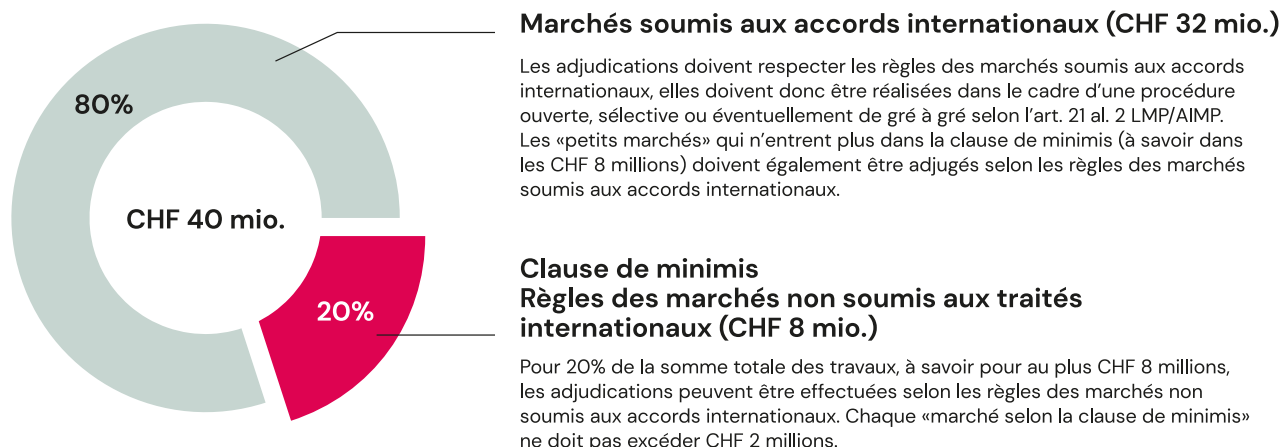 Marchés soumis aux accords internationaux (CHF 32 mio.)
Les adjudications doivent respecter les règles des marchés soumis aux accords
internationaux, elles doivent donc être réalisées dans le cadre d’une procédure
ouverte, sélective ou éventuellement de gré à gré selon l’art. 21 al. 2 LMP/AIMP.
Les «petits marchés» qui n’entrent plus dans la clause de minimis (à savoir dans
les CHF 8 millions) doivent également être adjugés selon les règles des marchés
soumis aux accords internationaux.
80%
CHF 40 mio.
20%
Clause de minimis
Règles des marchés non soumis aux traités
internationaux (CHF 8 mio.)
Pour 20% de la somme totale des travaux, à savoir pour au plus CHF 8 millions,
les adjudications peuvent être effectuées selon les règles des marchés non
soumis aux accords internationaux. Chaque «marché selon la clause de minimis»
ne doit pas excéder CHF 2 millions.